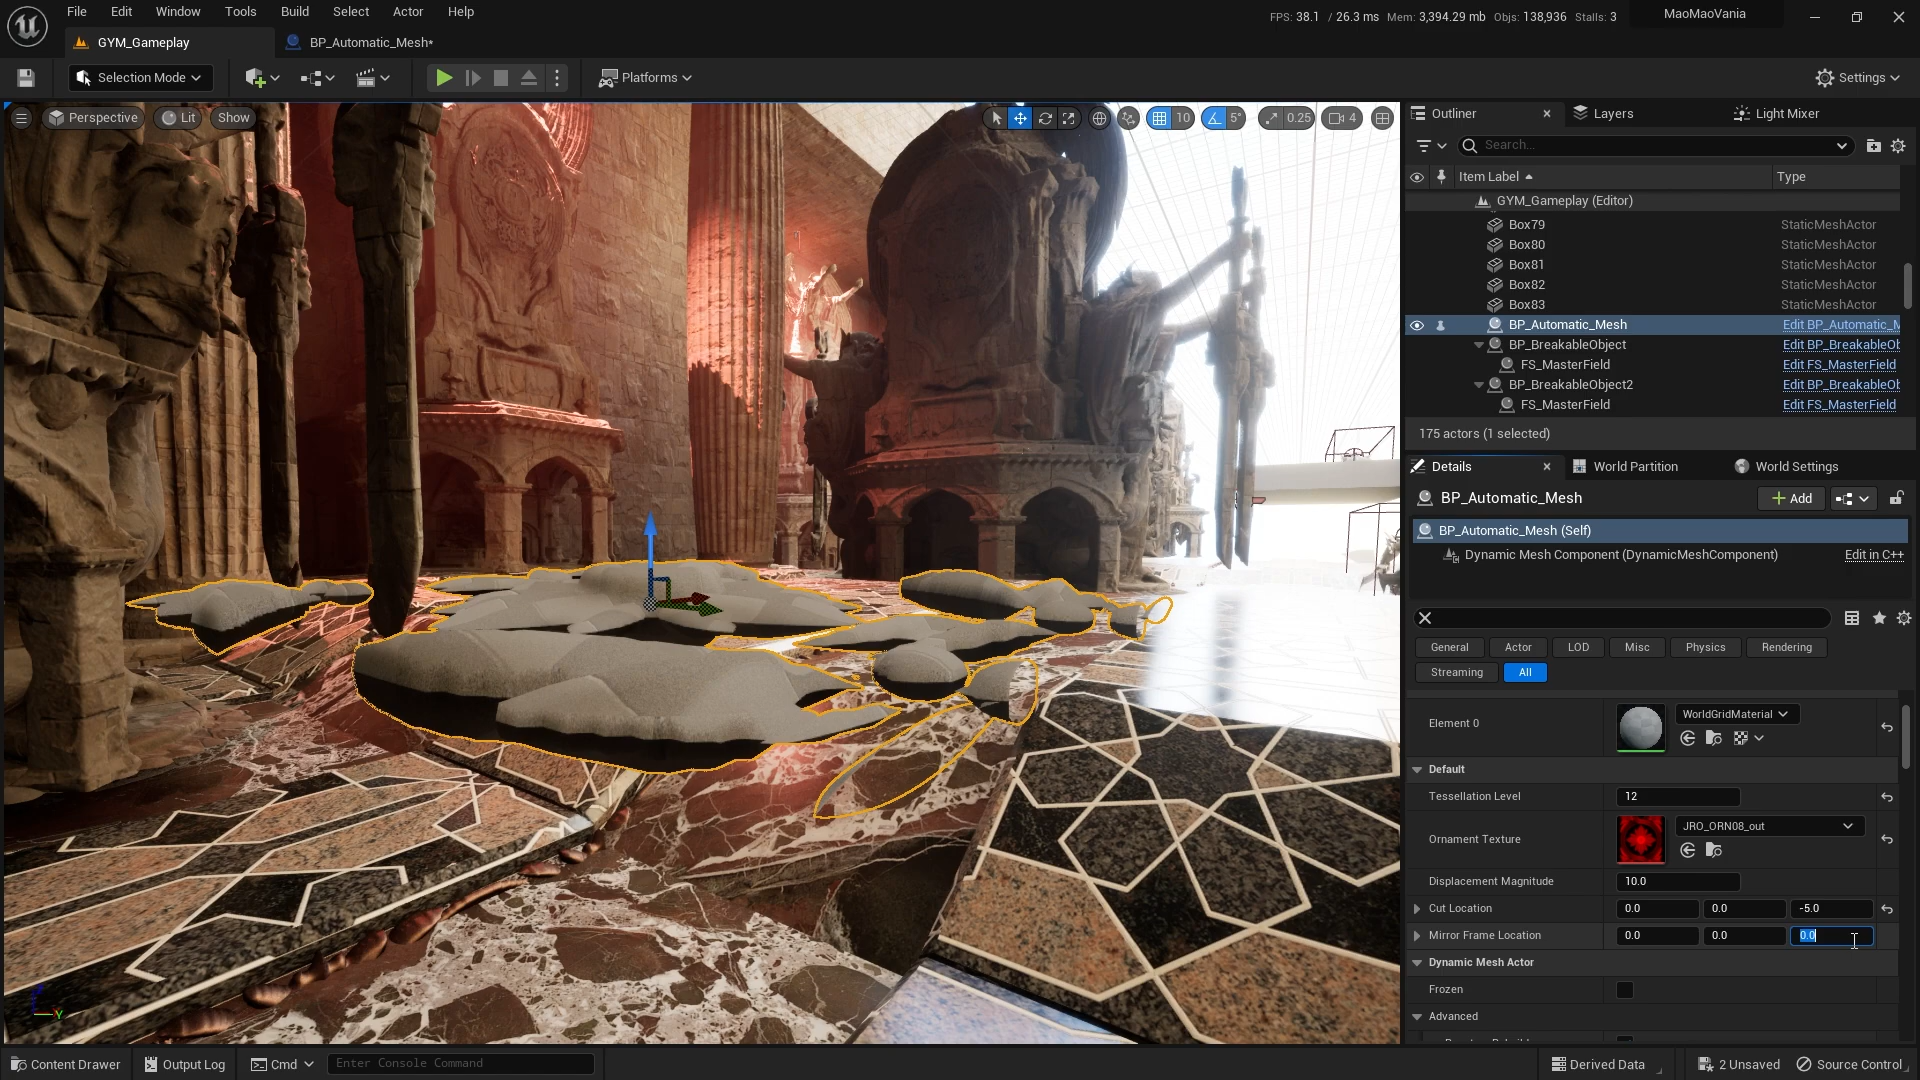 File Edit Window Tools Build Select Actor Help
FPS: 38.1 / 26.3 ms Mem: 3,394.29 mb Objs: 138,936 Stalls: 3
MaoMaoVania
GYM_Gameplay
BP_Automatic_Mesh*
Selection Mode
Platforms
Settings
Perspective
Lit
Show
10
5°
0.25
4
Outliner
Layers
Light Mixer
Search...
Item Label
Type
GYM_Gameplay (Editor)
Box79 StaticMeshActor
Box80 StaticMeshActor
Box81 StaticMeshActor
Box82 StaticMeshActor
Box83 StaticMeshActor
BP_Automatic_Mesh Edit BP_Automatic_M
BP_BreakableObject Edit BP_BreakableOb
FS_MasterField Edit FS_MasterField
BP_BreakableObject2 Edit BP_BreakableOb
FS_MasterField Edit FS_MasterField
175 actors (1 selected)
Details
World Partition
World Settings
BP_Automatic_Mesh
Add
BP_Automatic_Mesh (Self)
Dynamic Mesh Component (DynamicMeshComponent) Edit in C++
General Actor LOD Misc Physics Rendering
Streaming All
Element 0 WorldGridMaterial
Default
Tessellation Level 12
Ornament Texture JRO_ORN08_out
Displacement Magnitude 10.0
Cut Location 0.0 0.0 -5.0
Mirror Frame Location 0.0 0.0 0.0
Dynamic Mesh Actor
Frozen
Advanced
Y
Content Drawer
Output Log
Cmd
Enter Console Command
Derived Data
2 Unsaved
Source Control